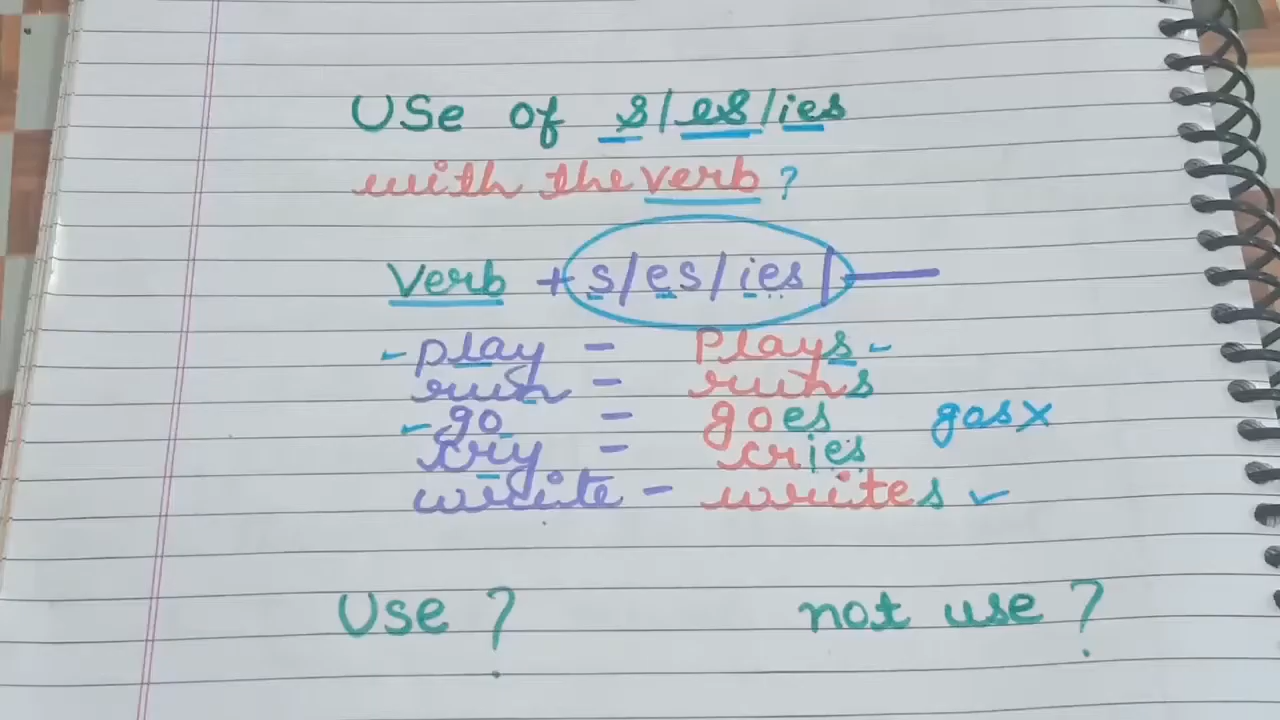 USe of s/es/ies
with the verb ?
Verb + s/es/ies/ —
play - Plays
run - runs
go - goes gos x
cry - cries
write - writes
Use ? not use ?